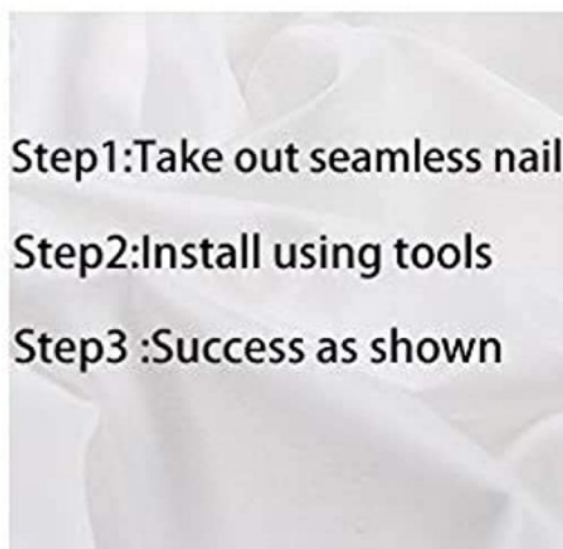 Step1:Take out seamless nail
Step2:Install using tools
Step3 :Success as shown